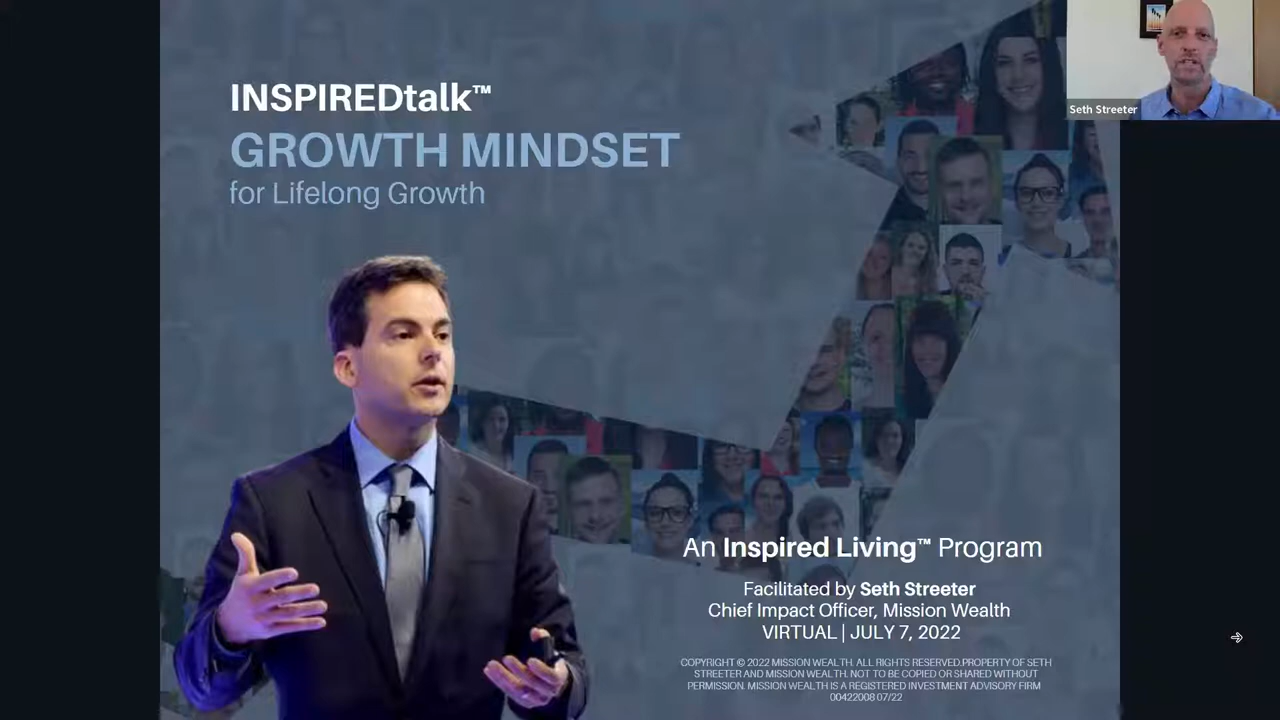 INSPIREDtalk™
GROWTH MINDSET
for Lifelong Growth
Seth Streeter
An Inspired Living™ Program
Facilitated by Seth Streeter
Chief Impact Officer, Mission Wealth
VIRTUAL | JULY 7, 2022
COPYRIGHT © 2022 MISSION WEALTH. ALL RIGHTS RESERVED.PROPERTY OF SETH
STREETER AND MISSION WEALTH. NOT TO BE COPIED OR SHARED WITHOUT
PERMISSION. MISSION WEALTH IS A REGISTERED INVESTMENT ADVISORY FIRM
00422008 07/22